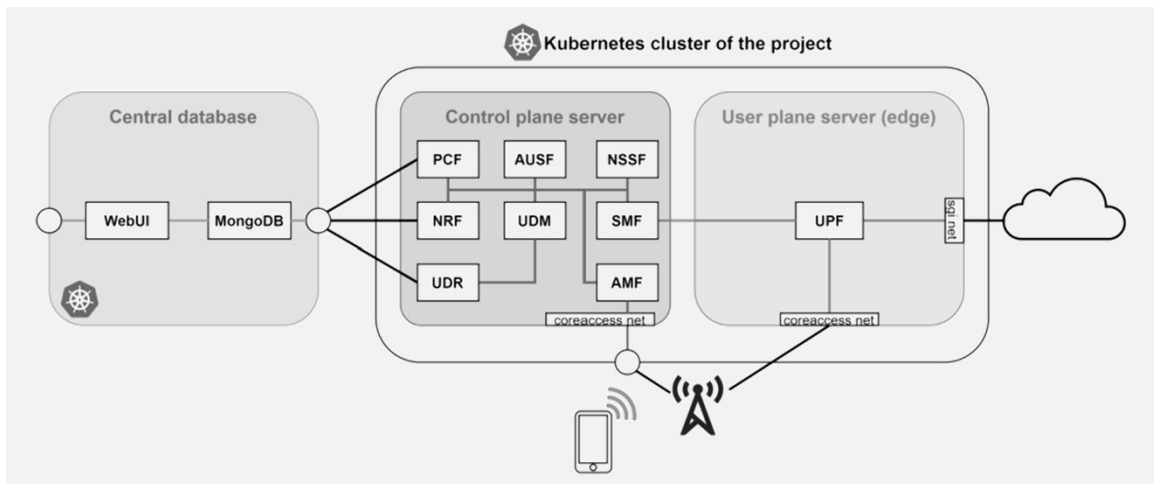 Kubernetes cluster of the project
Central database
Control plane server
User plane server (edge)
PCF
AUSF
NSSF
WebUI
MongoDB
NRF
UDM
SMF
UPF
sgi net
UDR
AMF
coreaccess net
coreaccess net